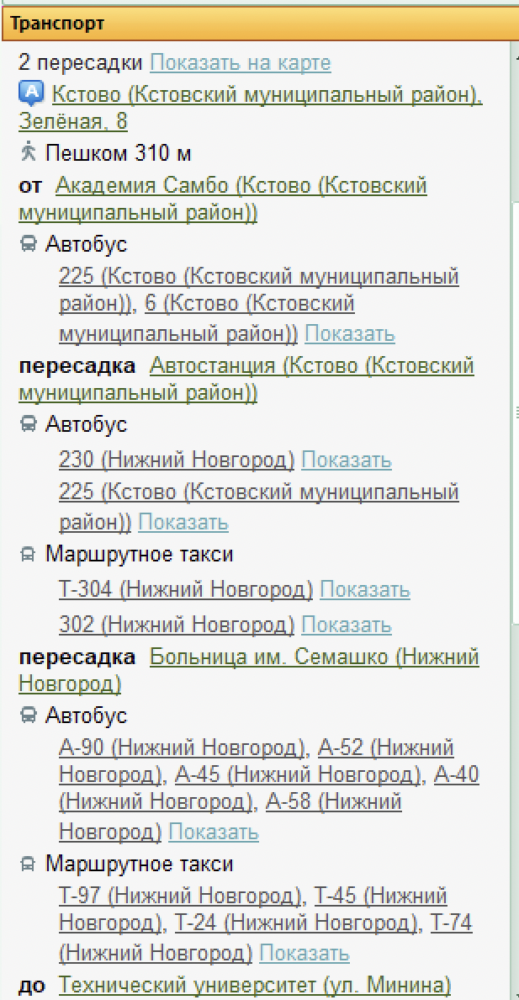 Транспорт
2 пересадки Показать на карте
A Кстово (Кстовский муниципальный район),
Зелёная, 8
Пешком 310 м
от Академия Самбо (Кстово (Кстовский
муниципальный район))
Автобус
225 (Кстово (Кстовский муниципальный
район)), 6 (Кстово (Кстовский
муниципальный район)) Показать
пересадка Автостанция (Кстово (Кстовский
муниципальный район))
Автобус
230 (Нижний Новгород) Показать
225 (Кстово (Кстовский муниципальный
район)) Показать
Маршрутное такси
Т-304 (Нижний Новгород) Показать
302 (Нижний Новгород) Показать
пересадка Больница им. Семашко (Нижний
Новгород)
Автобус
А-90 (Нижний Новгород), А-52 (Нижний
Новгород), А-45 (Нижний Новгород), А-40
(Нижний Новгород), А-58 (Нижний
Новгород) Показать
Маршрутное такси
Т-97 (Нижний Новгород), Т-45 (Нижний
Новгород), Т-24 (Нижний Новгород), Т-74
(Нижний Новгород) Показать
до Технический университет (ул. Минина)